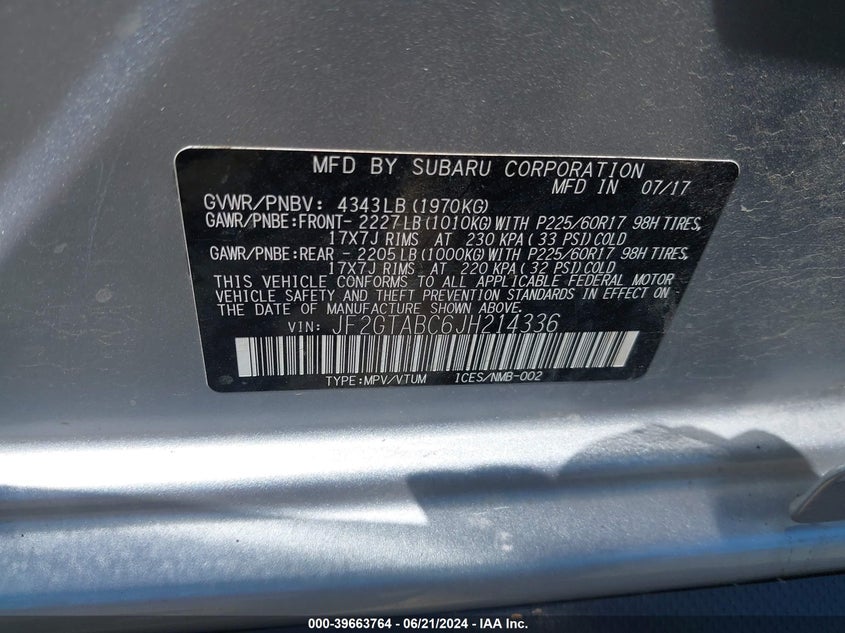 MFD BY SUBARU CORPORATION
MFD IN 07/17
GVWR/PNBV: 4343LB(1970KG)
GAWR/PNBE:FRONT- 2227LB(1010KG)WITH P225/60R17 98H TIRES,
17X7J RIMS AT 230 KPA(33 PSI)COLD
GAWR/PNBE:REAR - 2205LB(1000KG)WITH P225/60R17 98H TIRES,
17X7J RIMS AT 220 KPA(32 PSI)COLD
THIS VEHICLE CONFORMS TO ALL APPLICABLE FEDERAL MOTOR
VEHICLE SAFETY AND THEFT PREVENTION STANDARDS IN EFFECT ON
THE DATE OF MANUFACTURE SHOWN ABOVE.
VIN: JF2GTABC6JH214336
TYPE:MPV/VTUM ICES/NMB-002
000-39663764 - 06/21/2024 - IAA Inc.